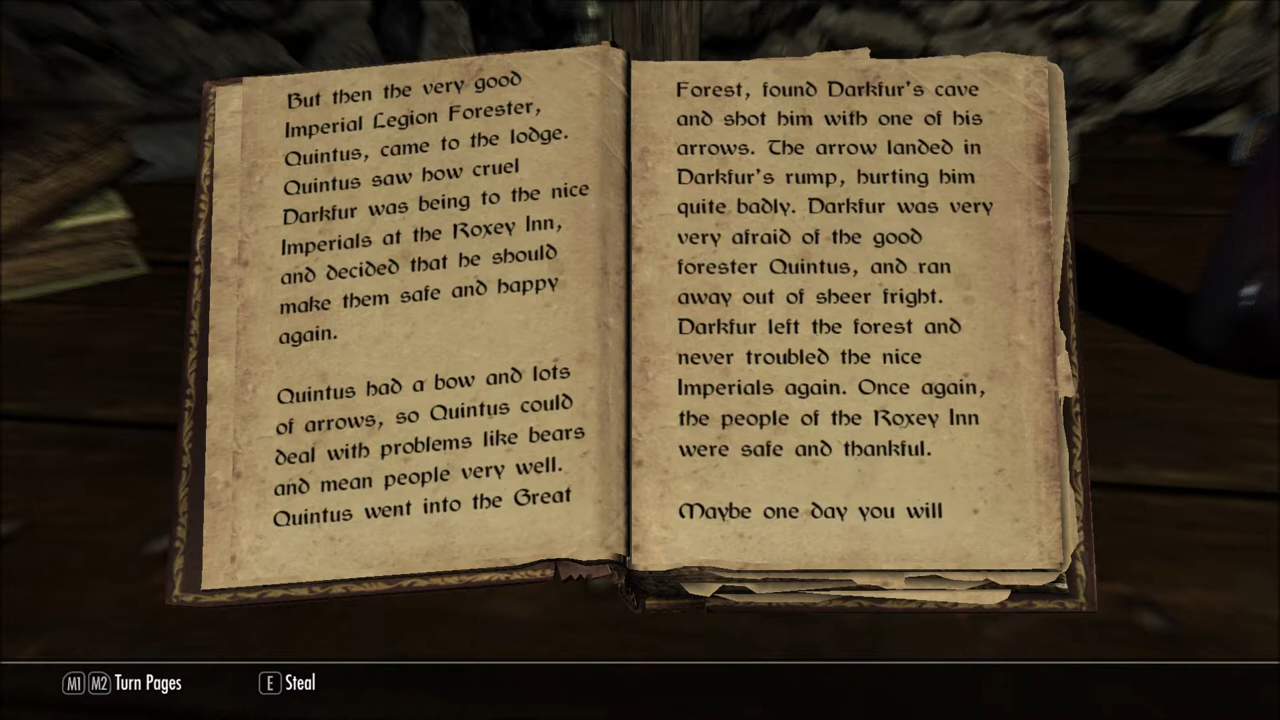 But then the very good
Imperial Legion Forester,
Quintus, came to the lodge.
Quintus saw how cruel
Darkfur was being to the nice
Imperials at the Roxey Inn,
and decided that he should
make them safe and happy
again.
Quintus had a bow and lots
of arrows, so Quintus could
deal with problems like bears
and mean people very well.
Quintus went into the Great
Forest, found Darkfur's cave
and shot him with one of his
arrows. The arrow landed in
Darkfur's rump, hurting him
quite badly. Darkfur was very
very afraid of the good
forester Quintus, and ran
away out of sheer fright.
Darkfur left the forest and
never troubled the nice
Imperials again. Once again,
the people of the Roxey Inn
were safe and thankful.
Maybe one day you will
M1 M2 Turn Pages
E Steal